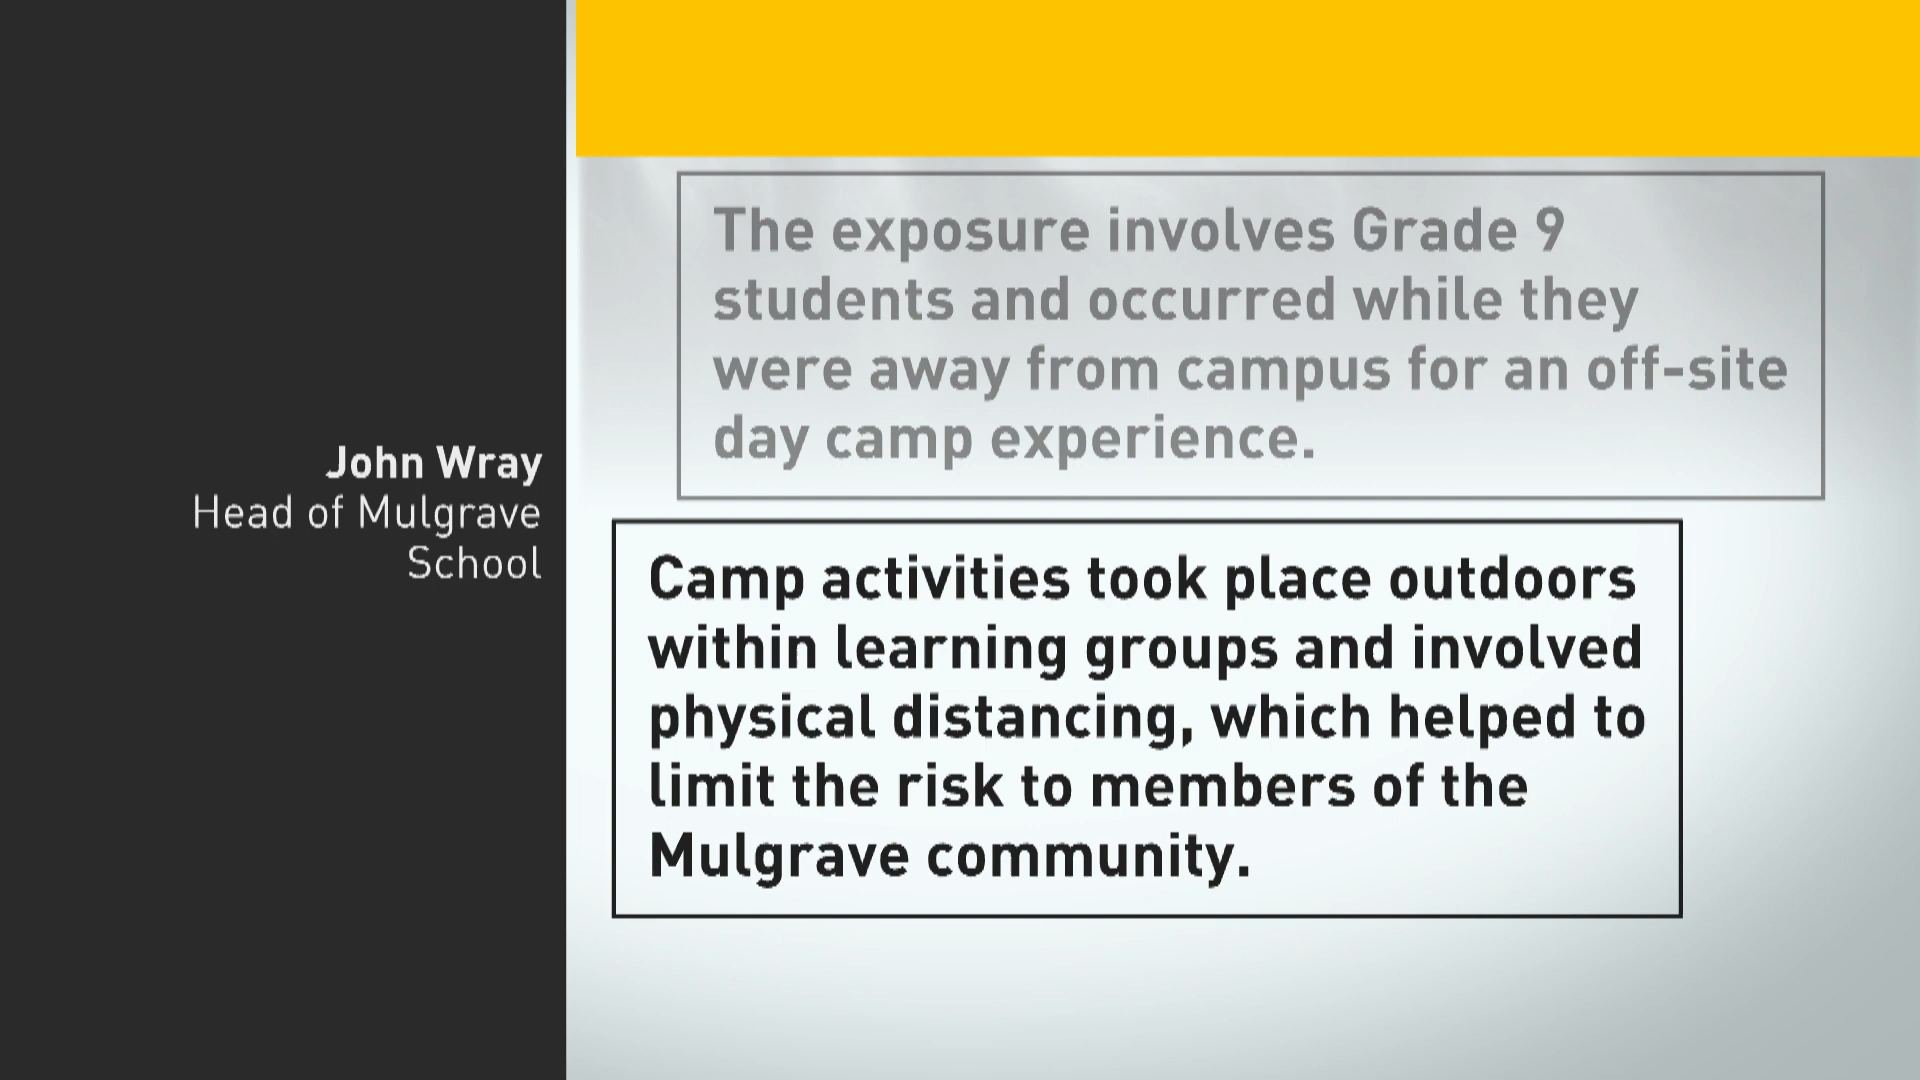 John Wray
Head of Mulgrave
School
The exposure involves Grade 9
students and occurred while they
were away from campus for an off-site
day camp experience.
Camp activities took place outdoors
within learning groups and involved
physical distancing, which helped to
limit the risk to members of the
Mulgrave community.